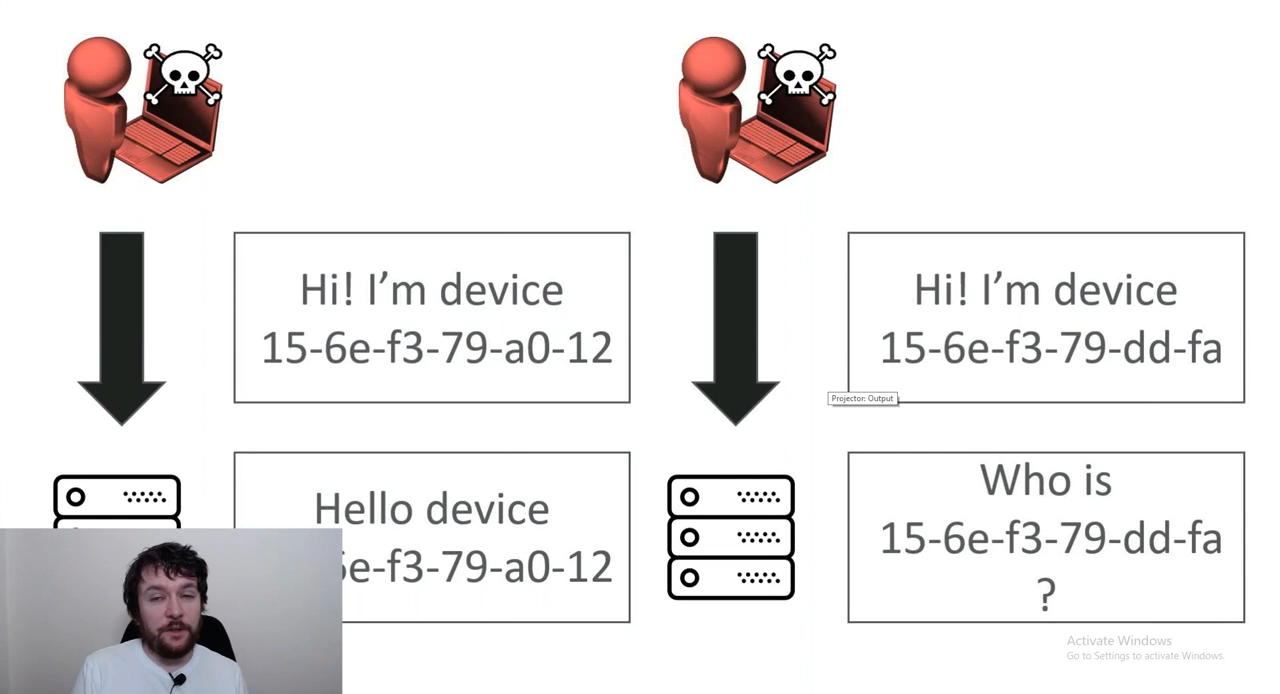 Hi! I'm device
15-6e-f3-79-a0-12
Hi! I'm device
15-6e-f3-79-dd-fa
Projector: Output
Hello device
6e-f3-79-a0-12
Who is
15-6e-f3-79-dd-fa
?
Activate Windows
Go to Settings to activate Windows.